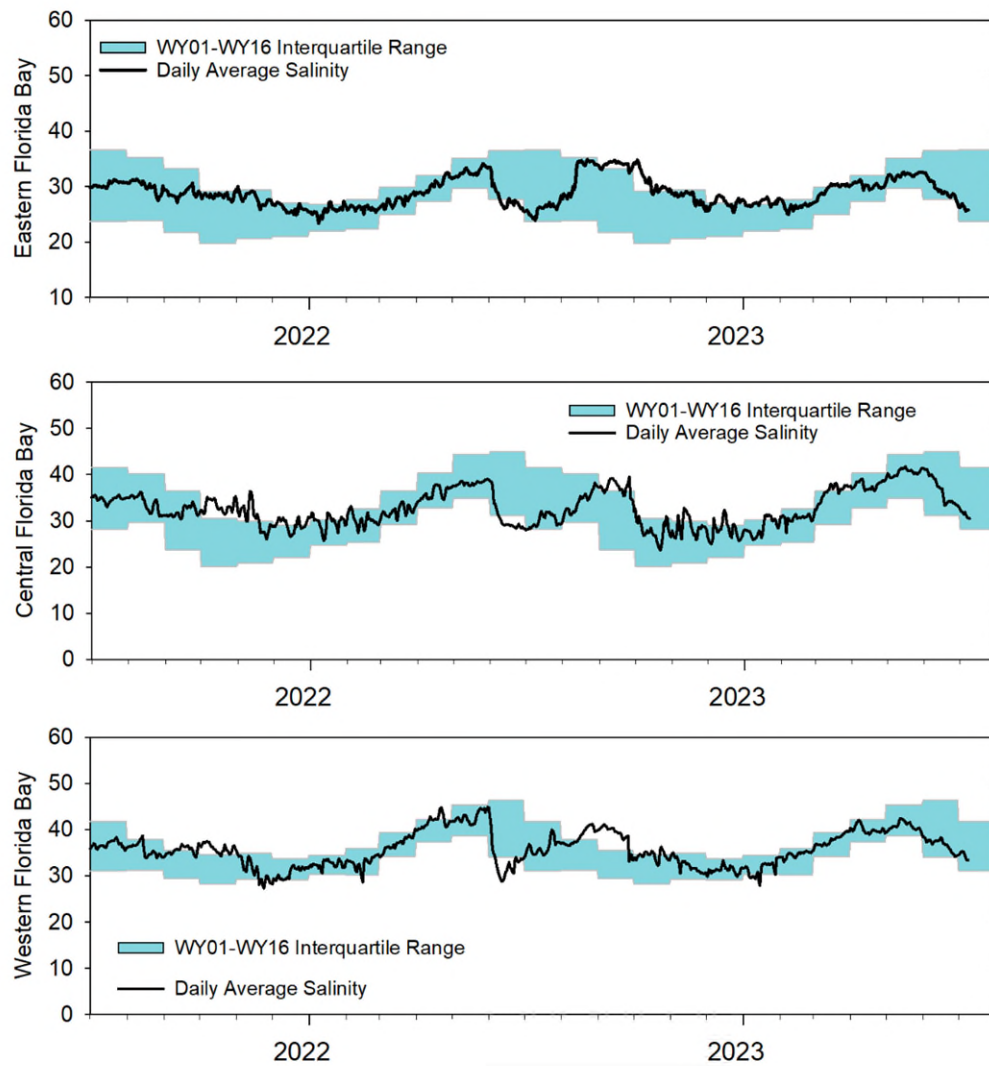 60
50
40
30
20
10
Eastern Florida Bay
WY01-WY16 Interquartile Range
Daily Average Salinity
2022
2023
60
50
40
30
20
10
0
Central Florida Bay
WY01-WY16 Interquartile Range
Daily Average Salinity
2022
2023
60
50
40
30
20
10
0
Western Florida Bay
WY01-WY16 Interquartile Range
Daily Average Salinity
2022
2023